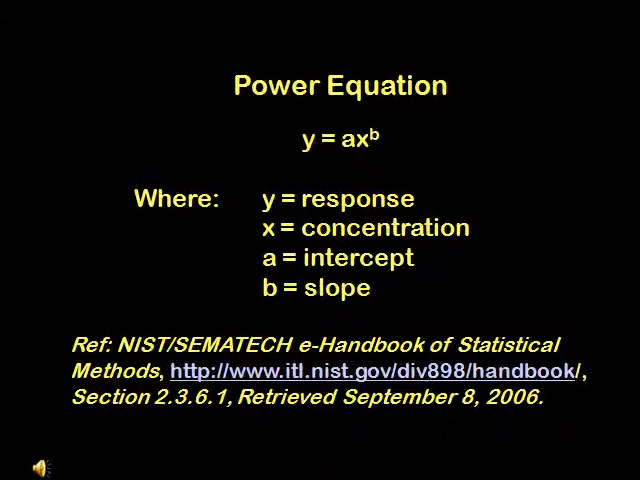 Power Equation
y = axᵇ
Where: y = response
x = concentration
a = intercept
b = slope
Ref: NIST/SEMATECH e-Handbook of Statistical
Methods, http://www.itl.nist.gov/div898/handbook/,
Section 2.3.6.1, Retrieved September 8, 2006.